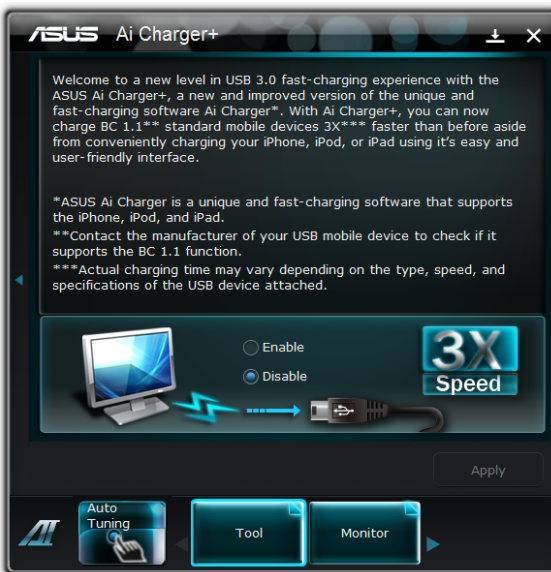 ASUS Ai Charger+
Welcome to a new level in USB 3.0 fast-charging experience with the
ASUS Ai Charger+, a new and improved version of the unique and
fast-charging software Ai Charger*. With Ai Charger+, you can now
charge BC 1.1** standard mobile devices 3X*** faster than before aside
from conveniently charging your iPhone, iPod, or iPad using it's easy and
user-friendly interface.
*ASUS Ai Charger is a unique and fast-charging software that supports
the iPhone, iPod, and iPad.
**Contact the manufacturer of your USB mobile device to check if it
supports the BC 1.1 function.
***Actual charging time may vary depending on the type, speed, and
specifications of the USB device attached.
Enable
Disable
3X
Speed
Apply
AI
Auto
Tuning
Tool
Monitor